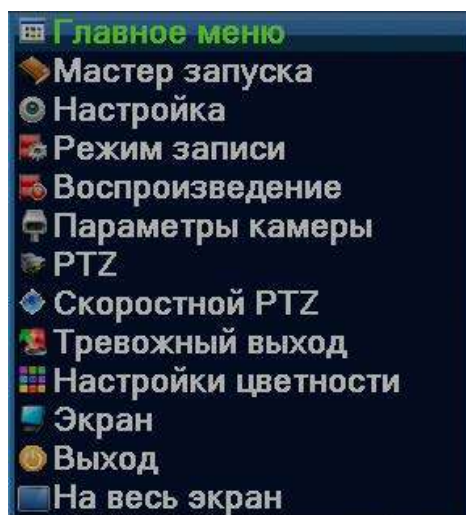 Главное меню
Мастер запуска
Настройка
Режим записи
Воспроизведение
Параметры камеры
PTZ
Скоростной PTZ
Тревожный выход
Настройки цветности
Экран
Выход
На весь экран